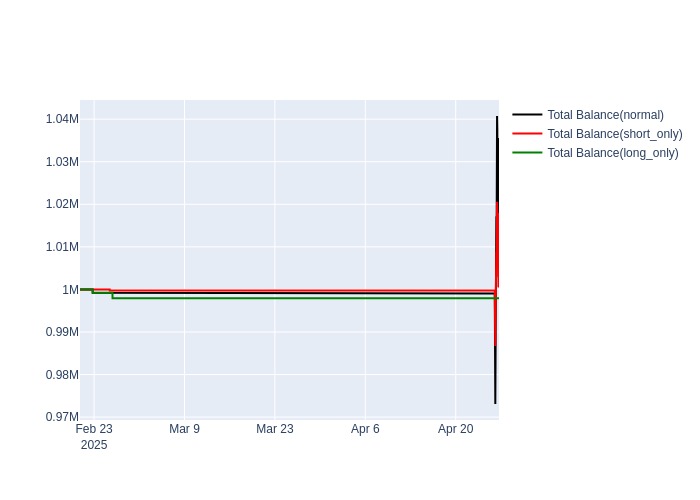 1.04M
1.03M
1.02M
1.01M
1M
0.99M
0.98M
0.97M
Feb 23
2025
Mar 9
Mar 23
Apr 6
Apr 20
Total Balance(normal)
Total Balance(short_only)
Total Balance(long_only)